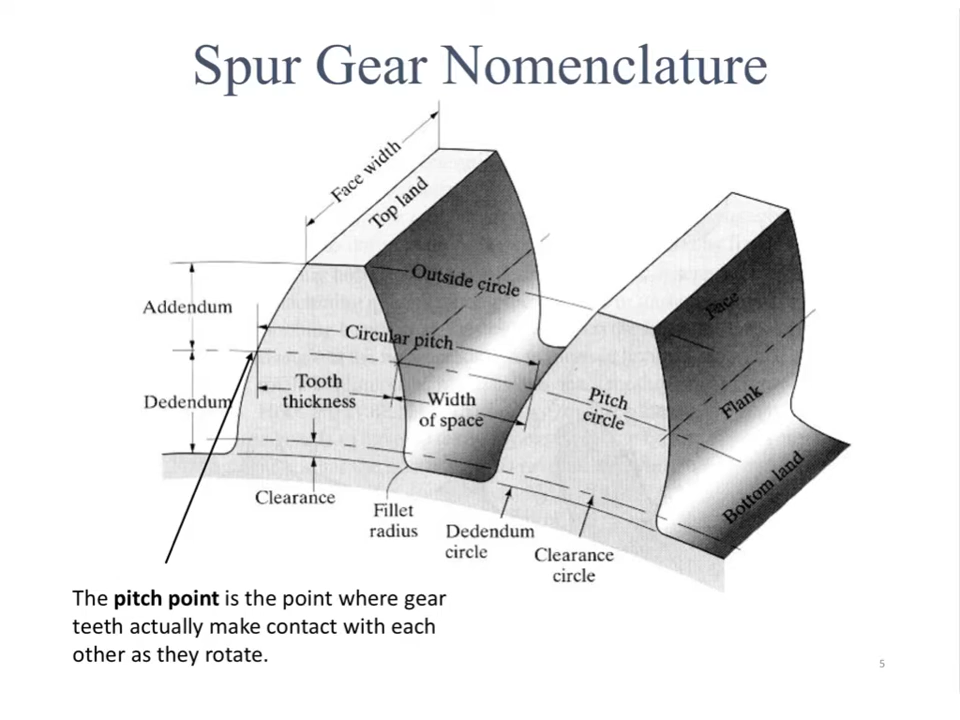 Spur Gear Nomenclature
Face width
Top land
Outside circle
Face
Addendum
Circular pitch
Tooth
thickness
Width
of space
Pitch
circle
Flank
Dedendum
Bottom land
Clearance
Fillet
radius
Dedendum
circle
Clearance
circle
The pitch point is the point where gear
teeth actually make contact with each
other as they rotate.
5